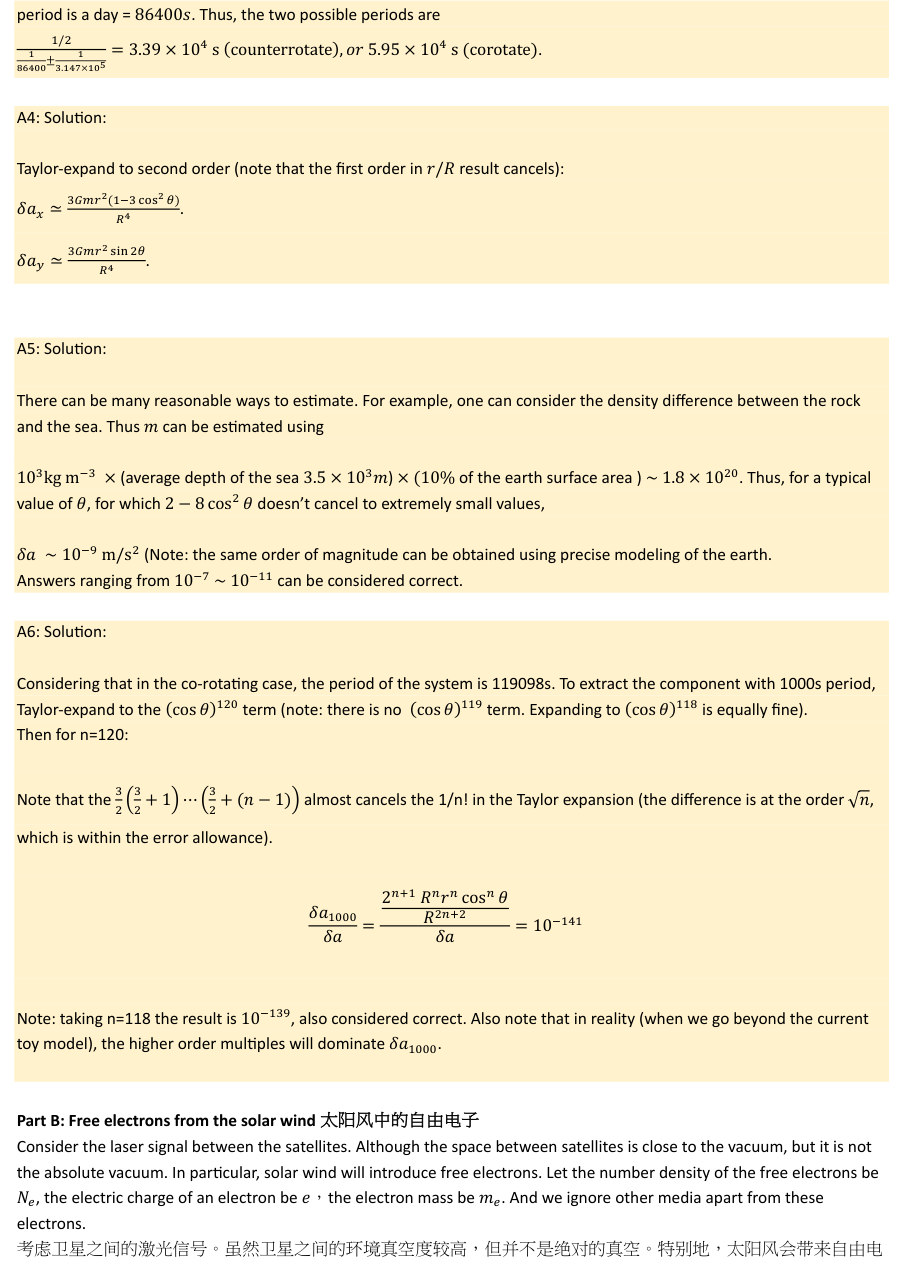 period is a day = 86400s. Thus, the two possible periods are
\frac{1/2}{\frac{1}{86400} \pm \frac{1}{3.147×10^5}} = 3.39 × 10^4 s (counterrotate), or 5.95 × 10^4 s (corotate).
A4: Solution:
Taylor-expand to second order (note that the first order in r/R result cancels):
δa_x ≃ \frac{3Gmr^2(1−3 cos^2 θ)}{R^4}.
δa_y ≃ \frac{3Gmr^2 sin 2θ}{R^4}.
A5: Solution:
There can be many reasonable ways to estimate. For example, one can consider the density difference between the rock
and the sea. Thus m can be estimated using
10^3kg m^{−3} × (average depth of the sea 3.5 × 10^3m) × (10% of the earth surface area ) ~ 1.8 × 10^{20}. Thus, for a typical
value of θ, for which 2 − 8 cos^2 θ doesn’t cancel to extremely small values,
δa ~ 10^{−9} m/s^2 (Note: the same order of magnitude can be obtained using precise modeling of the earth.
Answers ranging from 10^{−7} ~ 10^{−11} can be considered correct.
A6: Solution:
Considering that in the co-rotating case, the period of the system is 119098s. To extract the component with 1000s period,
Taylor-expand to the (cos θ)^{120} term (note: there is no (cos θ)^{119} term. Expanding to (cos θ)^{118} is equally fine).
Then for n=120:
Note that the \frac{3}{2}(\frac{3}{2} + 1) ⋯ (\frac{3}{2} + (n − 1)) almost cancels the 1/n! in the Taylor expansion (the difference is at the order √n,
which is within the error allowance).
\frac{δa_{1000}}{δa} = \frac{\frac{2^{n+1} R^n r^n cos^n θ}{R^{2n+2}}}{δa} = 10^{−141}
Note: taking n=118 the result is 10^{−139}, also considered correct. Also note that in reality (when we go beyond the current
toy model), the higher order multiples will dominate δa_{1000}.
Part B: Free electrons from the solar wind 太阳风中的自由电子
Consider the laser signal between the satellites. Although the space between satellites is close to the vacuum, but it is not
the absolute vacuum. In particular, solar wind will introduce free electrons. Let the number density of the free electrons be
N_e, the electric charge of an electron be e，the electron mass be m_e. And we ignore other media apart from these
electrons.
考虑卫星之间的激光信号。虽然卫星之间的环境真空度较高，但并不是绝对的真空。特别地，太阳风会带来自由电